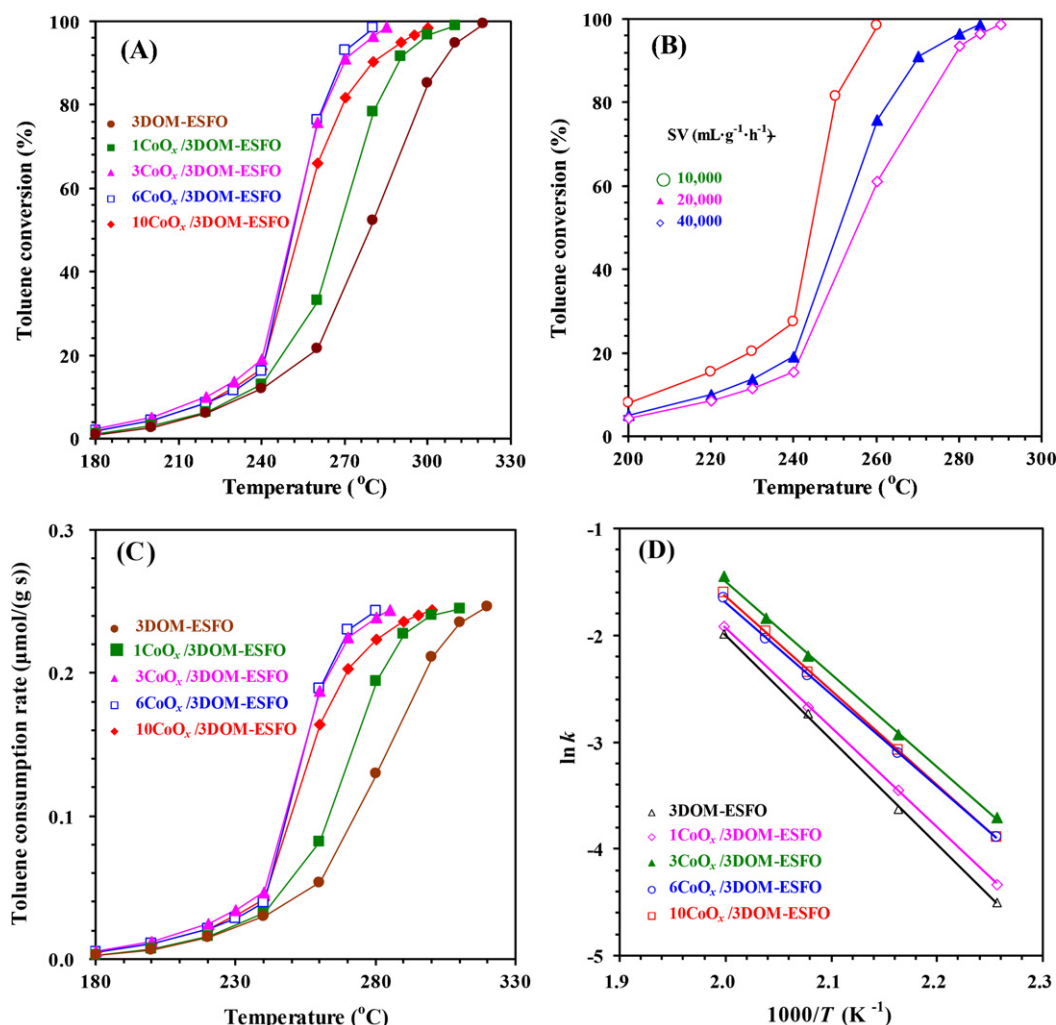 (A)
Toluene conversion (%)
100
80
60
40
20
0
3DOM-ESFO
1CoOₓ/3DOM-ESFO
3CoOₓ/3DOM-ESFO
6CoOₓ/3DOM-ESFO
10CoOₓ/3DOM-ESFO
180 210 240 270 300 330
Temperature (°C)
(B)
Toluene conversion (%)
100
80
60
40
20
0
SV (mL·g⁻¹·h⁻¹)
10,000
20,000
40,000
200 220 240 260 280 300
Temperature (°C)
(C)
Toluene consumption rate (μmol/(g s))
0.3
0.2
0.1
0.0
3DOM-ESFO
1CoOₓ/3DOM-ESFO
3CoOₓ/3DOM-ESFO
6CoOₓ/3DOM-ESFO
10CoOₓ/3DOM-ESFO
180 230 280 330
Temperature (°C)
(D)
ln k
-1
-2
-3
-4
-5
3DOM-ESFO
1CoOₓ/3DOM-ESFO
3CoOₓ/3DOM-ESFO
6CoOₓ/3DOM-ESFO
10CoOₓ/3DOM-ESFO
1.9 2.0 2.1 2.2 2.3
1000/T (K⁻¹)